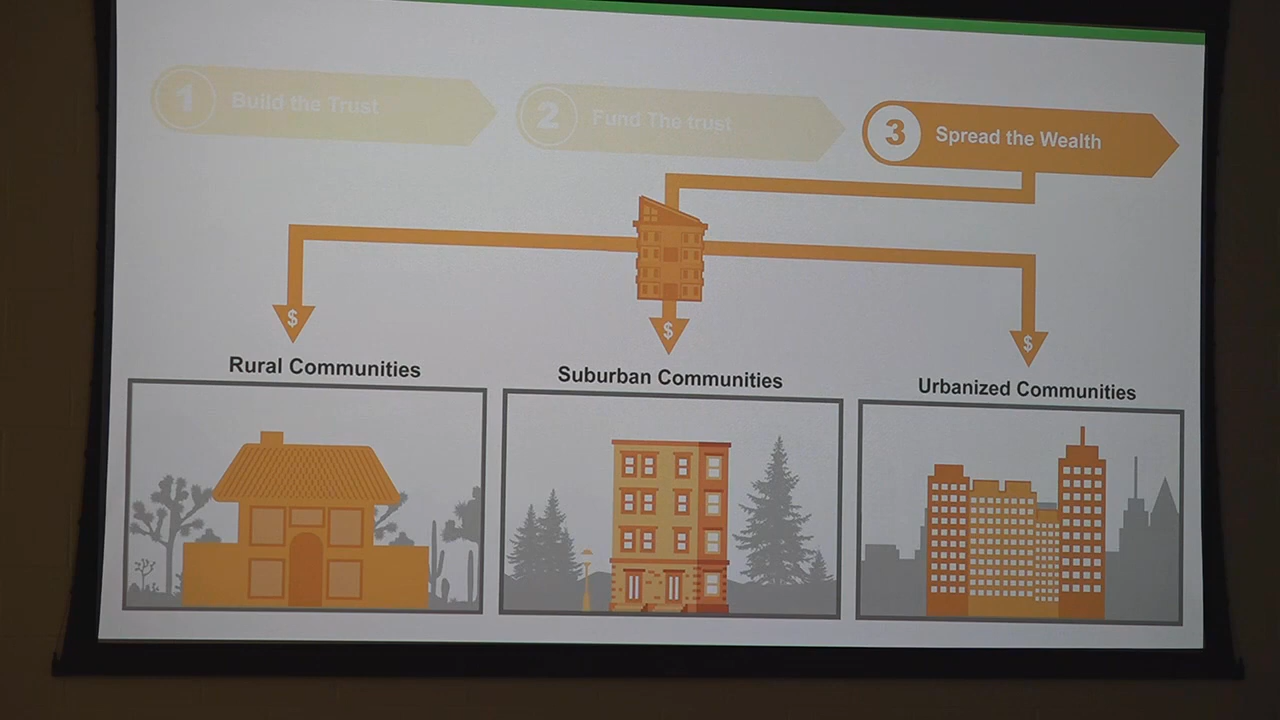 1 Build the Trust
2 Fund The trust
3 Spread the Wealth
$
$
$
Rural Communities
Suburban Communities
Urbanized Communities